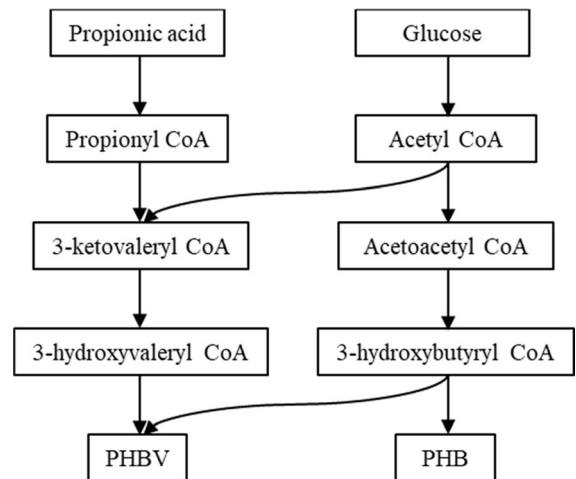 Propionic acid
Glucose
Propionyl CoA
Acetyl CoA
3-ketovaleryl CoA
Acetoacetyl CoA
3-hydroxyvaleryl CoA
3-hydroxybutyryl CoA
PHBV
PHB